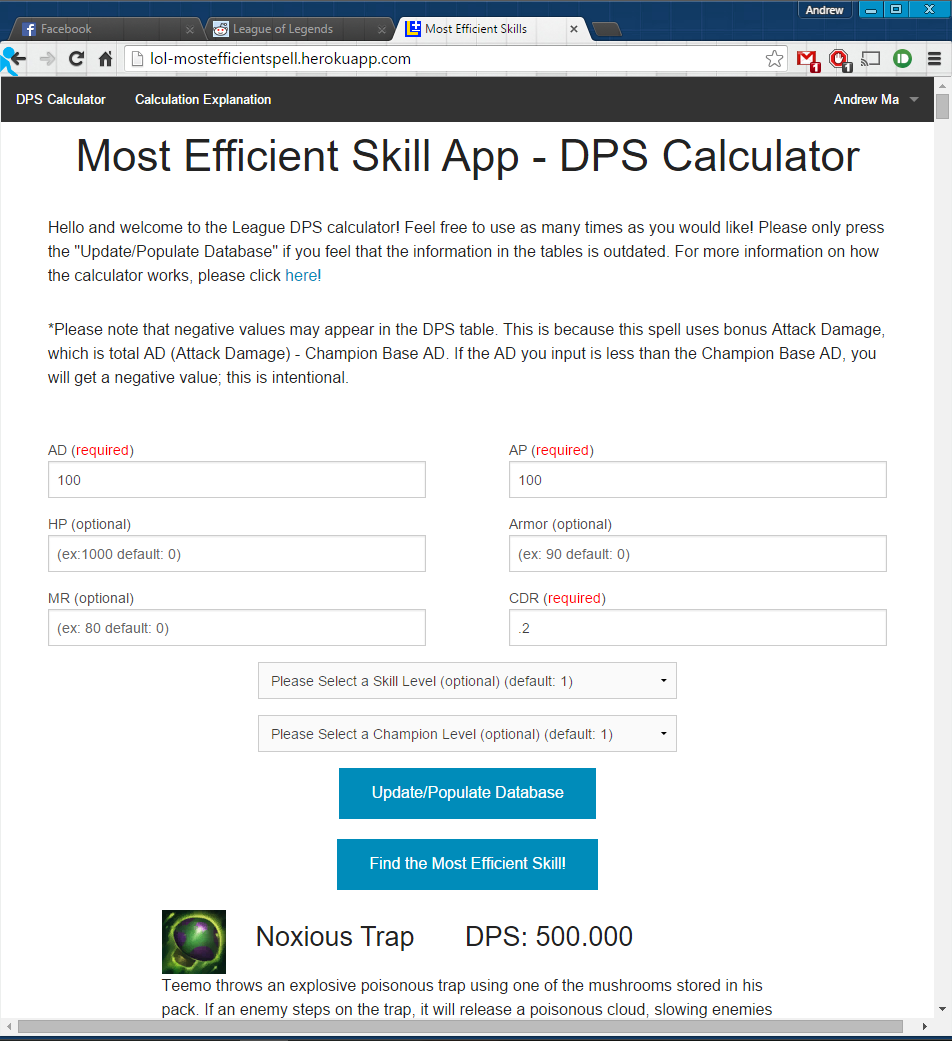 Andrew
Facebook
League of Legends
Most Efficient Skills
lol-mostefficientspell.herokuapp.com
1
1
DPS Calculator
Calculation Explanation
Andrew Ma
Most Efficient Skill App - DPS Calculator
Hello and welcome to the League DPS calculator! Feel free to use as many times as you would like! Please only press
the "Update/Populate Database" if you feel that the information in the tables is outdated. For more information on how
the calculator works, please click here!
*Please note that negative values may appear in the DPS table. This is because this spell uses bonus Attack Damage,
which is total AD (Attack Damage) - Champion Base AD. If the AD you input is less than the Champion Base AD, you
will get a negative value; this is intentional.
AD (required)
AP (required)
100
100
HP (optional)
Armor (optional)
(ex:1000 default: 0)
(ex: 90 default: 0)
MR (optional)
CDR (required)
(ex: 80 default: 0)
.2
Please Select a Skill Level (optional) (default: 1)
Please Select a Champion Level (optional) (default: 1)
Update/Populate Database
Find the Most Efficient Skill!
Noxious Trap
DPS: 500.000
Teemo throws an explosive poisonous trap using one of the mushrooms stored in his
pack. If an enemy steps on the trap, it will release a poisonous cloud, slowing enemies